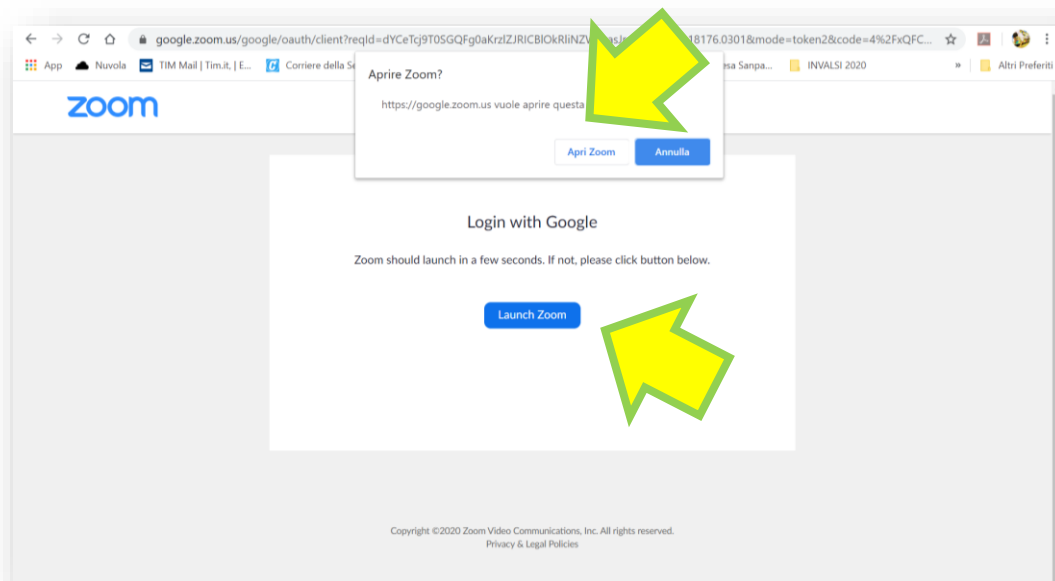 google.zoom.us/google/oauth/client?reqId=dYCeTcj9T0SGQFg0aKrzlZJRICBlOkRliNZV 18176.0301&mode=token2&code=4%2FxQFC...
App Nuvola TIM Mail | Tim.it, | E... Corriere della Se esa Sanpa... INVALSI 2020 » Altri Preferiti
Aprire Zoom?
https://google.zoom.us vuole aprire questa
Apri Zoom Annulla
zoom
Login with Google
Zoom should launch in a few seconds. If not, please click button below.
Launch Zoom
Copyright ©2020 Zoom Video Communications, Inc. All rights reserved.
Privacy & Legal Policies